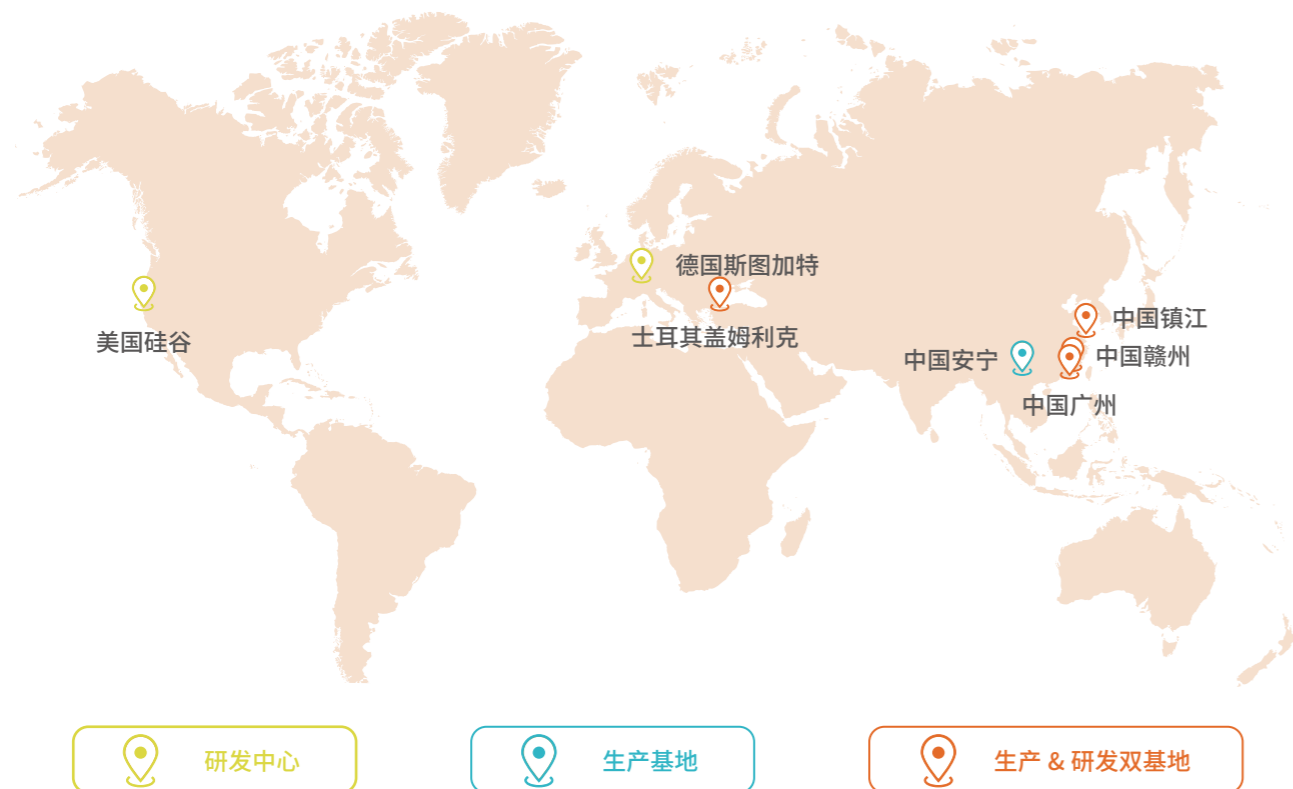 德国斯图加特
美国硅谷
士耳其盖姆利克
中国镇江
中国赣州
中国安宁
中国广州
研发中心
生产基地
生产 & 研发双基地